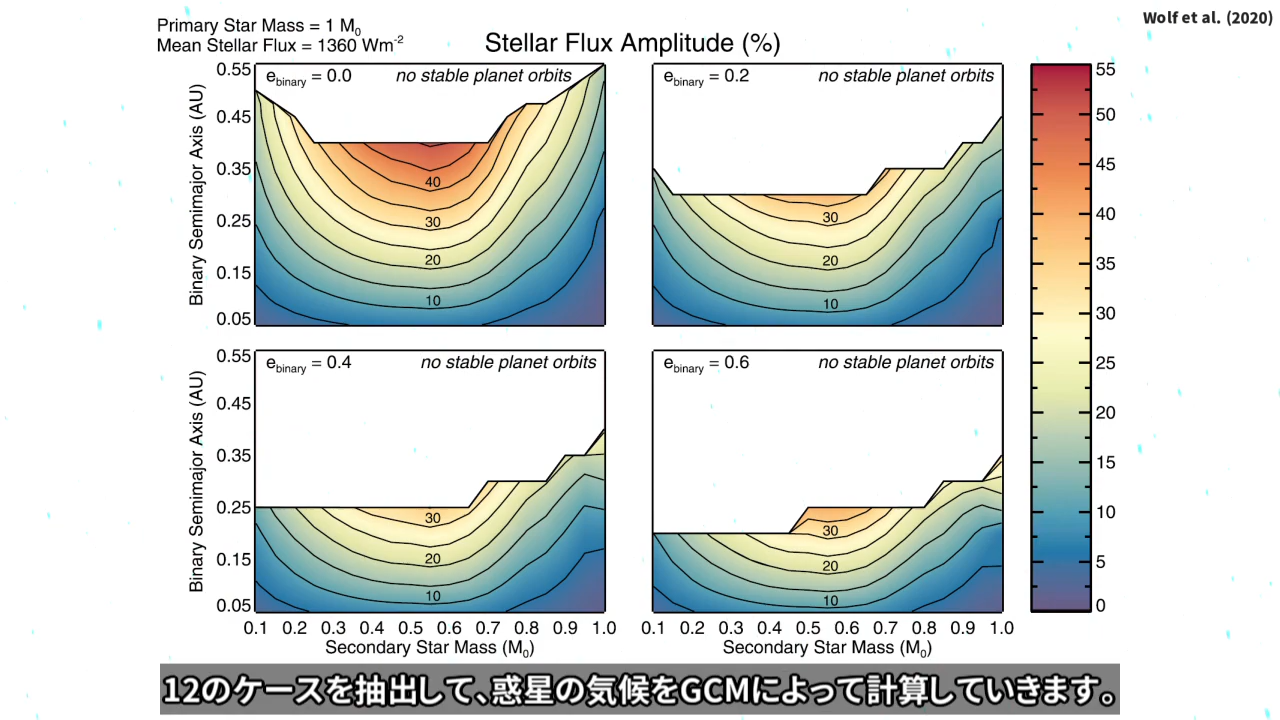 Wolf et al. (2020)
Primary Star Mass = 1 M0
Mean Stellar Flux = 1360 Wm-2
Stellar Flux Amplitude (%)
ebinary = 0.0 no stable planet orbits
ebinary = 0.2 no stable planet orbits
Binary Semimajor Axis (AU)
0.55
0.45
0.35
0.25
0.15
0.05
40
30
20
10
30
20
10
ebinary = 0.4 no stable planet orbits
ebinary = 0.6 no stable planet orbits
Binary Semimajor Axis (AU)
0.55
0.45
0.35
0.25
0.15
0.05
30
20
10
30
20
10
0.1 0.2 0.3 0.4 0.5 0.6 0.7 0.8 0.9 1.0
0.1 0.2 0.3 0.4 0.5 0.6 0.7 0.8 0.9 1.0
Secondary Star Mass (M0)
Secondary Star Mass (M0)
55
50
45
40
35
30
25
20
15
10
5
0
12のケースを抽出して、惑星の気候をGCMによって計算していきます。